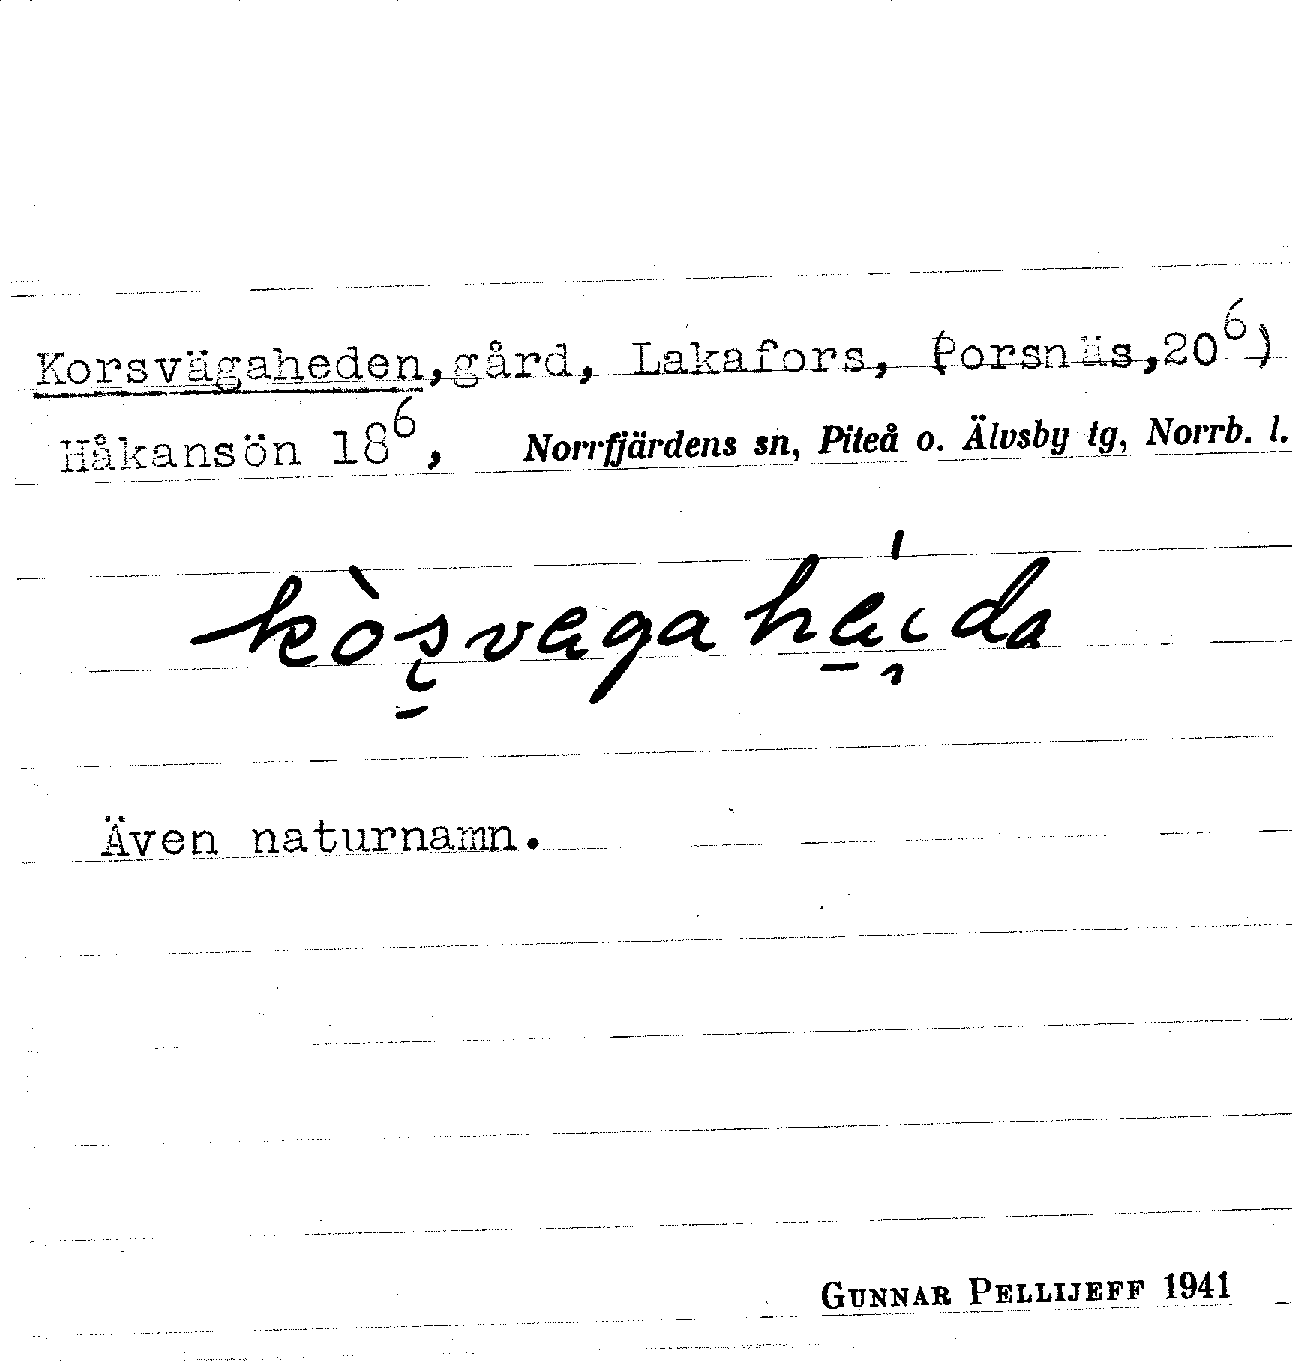 Korsvägaheden, gård, Lakafors, (Porsnäs, 20⁶)
Håkansön 18⁶, Norrfjärdens sn, Piteå o. Älvsby tg, Norrb. l.
Även naturnamn.
GUNNAR PELLIJEFF 1941